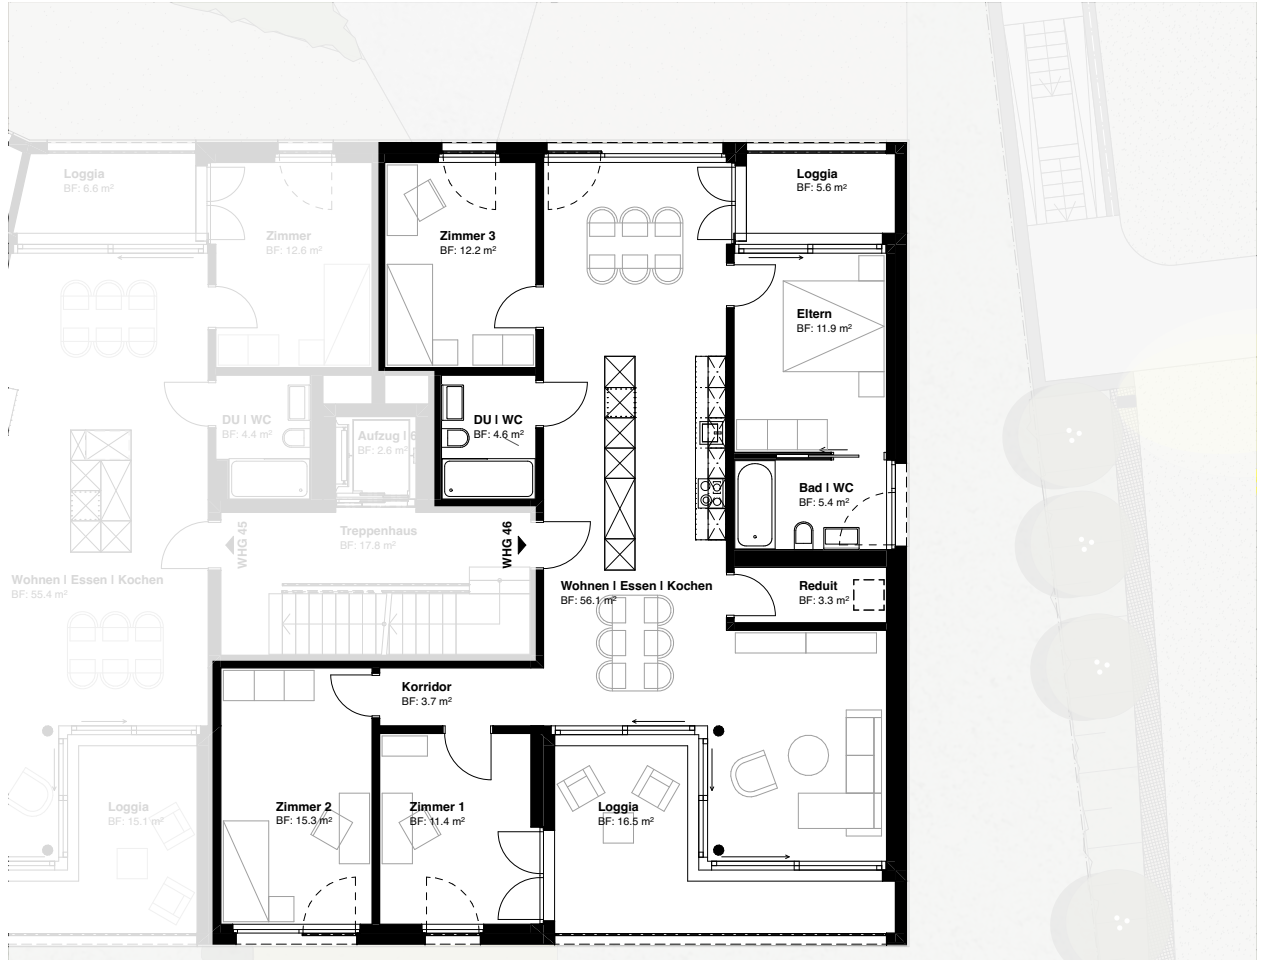 Loggia
BF: 6.6 m²
Zimmer
BF: 12.6 m²
Zimmer 3
BF: 12.2 m²
Loggia
BF: 5.6 m²
Eltern
BF: 11.9 m²
DU I WC
BF: 4.4 m²
Aufzug I 6
BF: 2.6 m²
DU I WC
BF: 4.6 m²
Bad I WC
BF: 5.4 m²
WHG 45
Treppenhaus
BF: 17.8 m²
WHG 46
Wohnen I Essen I Kochen
BF: 55.4 m²
Wohnen I Essen I Kochen
BF: 56.1 m²
Reduit
BF: 3.3 m²
Korridor
BF: 3.7 m²
Loggia
BF: 15.1 m²
Zimmer 2
BF: 15.3 m²
Zimmer 1
BF: 11.4 m²
Loggia
BF: 16.5 m²